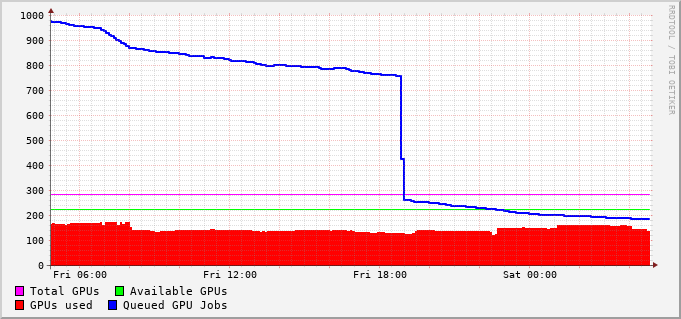 1000
900
800
700
600
500
400
300
200
100
0
Fri 06:00 Fri 12:00 Fri 18:00 Sat 00:00
Total GPUs Available GPUs
GPUs used Queued GPU Jobs
RRDTOOL / TOBI OETIKER